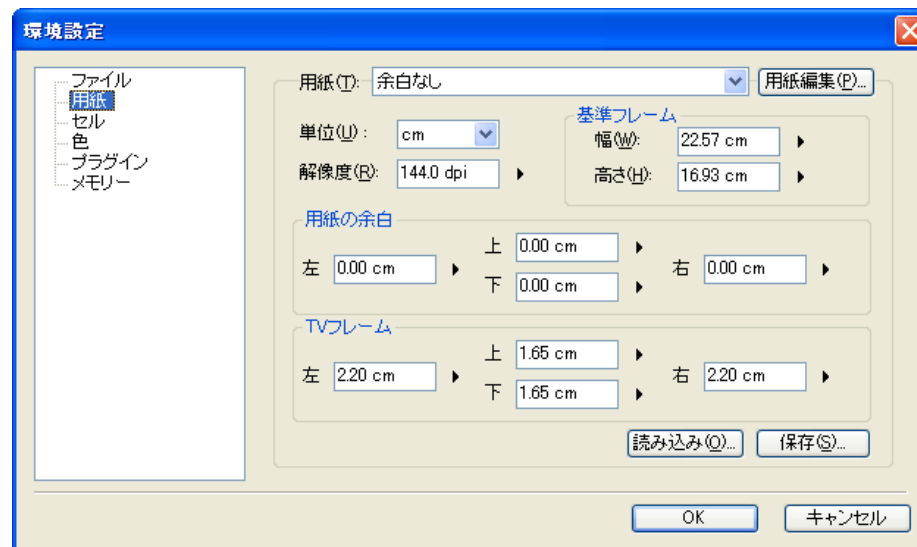 環境設定
ファイル
用紙
セル
色
プラグイン
メモリー
用紙(T): 余白なし 用紙編集(P)...
単位(U) : cm
解像度(R): 144.0 dpi
基準フレーム
幅(W): 22.57 cm
高さ(H): 16.93 cm
用紙の余白
左 0.00 cm
上 0.00 cm
下 0.00 cm
右 0.00 cm
TVフレーム
左 2.20 cm
上 1.65 cm
下 1.65 cm
右 2.20 cm
読み込み(O)... 保存(S)...
OK キャンセル